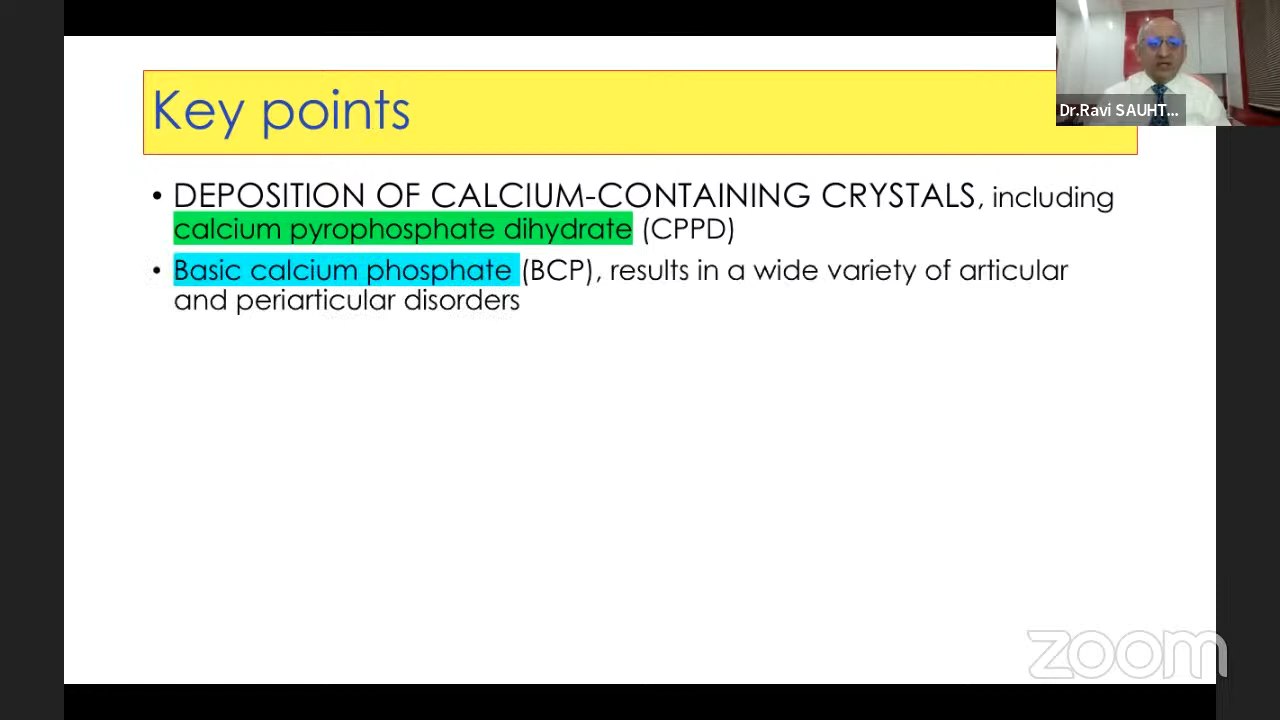 Key points
Dr.Ravi SAUHT...
• DEPOSITION OF CALCIUM-CONTAINING CRYSTALS, including
calcium pyrophosphate dihydrate (CPPD)
• Basic calcium phosphate (BCP), results in a wide variety of articular
and periarticular disorders
zoom